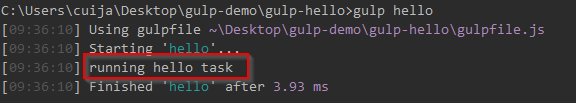 C:\Users\cuija\Desktop\gulp-demo\gulp-hello>gulp hello
[09:36:10] Using gulpfile ~\Desktop\gulp-demo\gulp-hello\gulpfile.js
[09:36:10] Starting 'hello'...
[09:36:10] running hello task
[09:36:10] Finished 'hello' after 3.93 ms